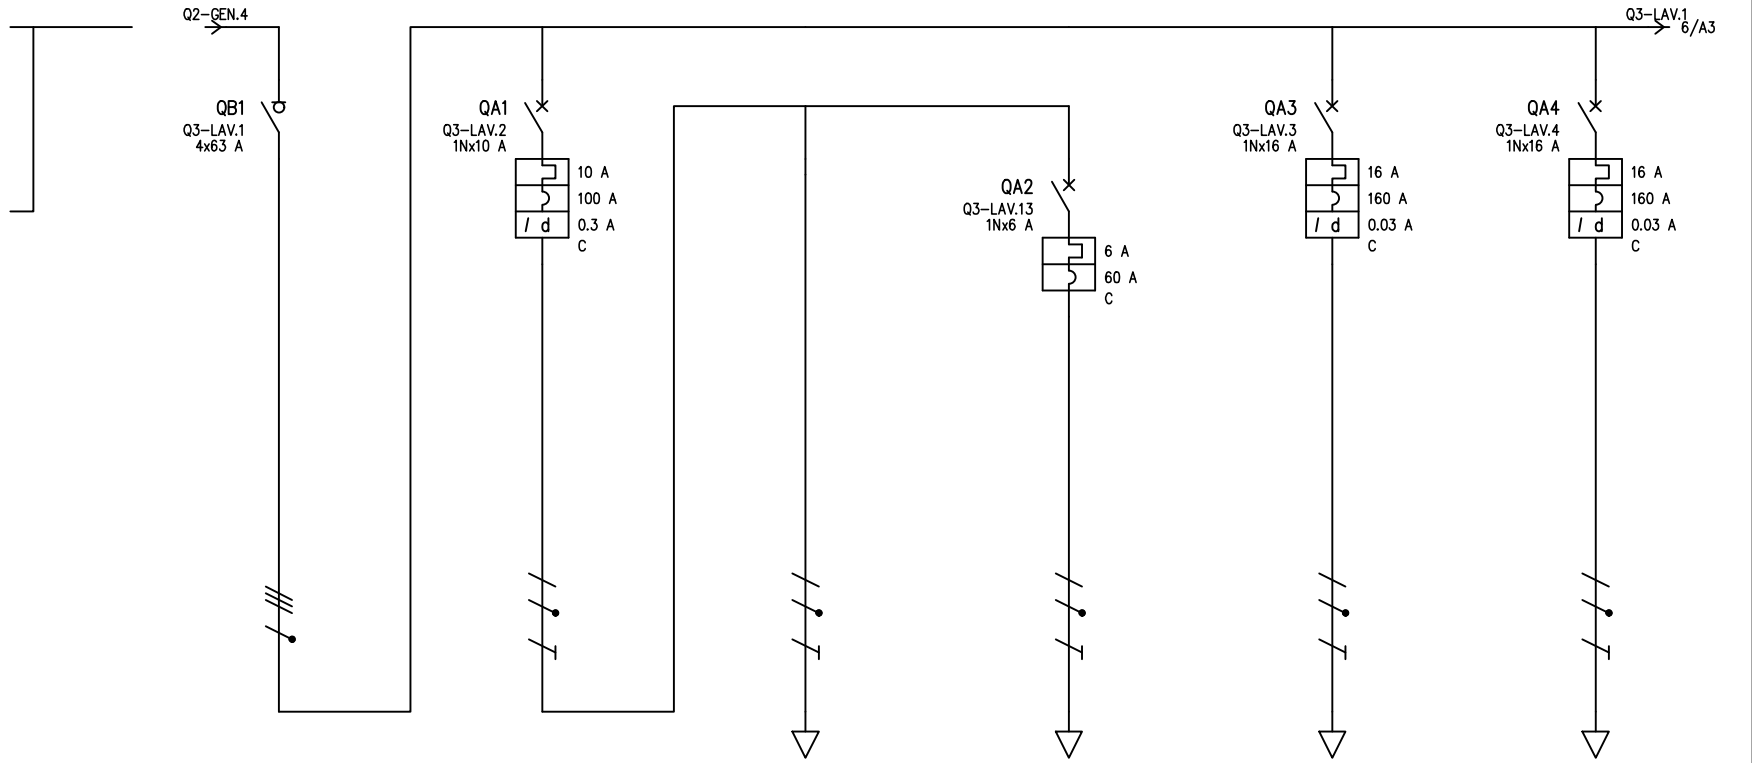 Q2-GEN.4
Q3-LAV.1
6/A3
QB1
Q3-LAV.1
4x63 A
QA1
Q3-LAV.2
1Nx10 A
10 A
100 A
I d 0.3 A
C
QA2
Q3-LAV.13
1Nx6 A
6 A
60 A
C
QA3
Q3-LAV.3
1Nx16 A
16 A
160 A
I d 0.03 A
C
QA4
Q3-LAV.4
1Nx16 A
16 A
160 A
I d 0.03 A
C